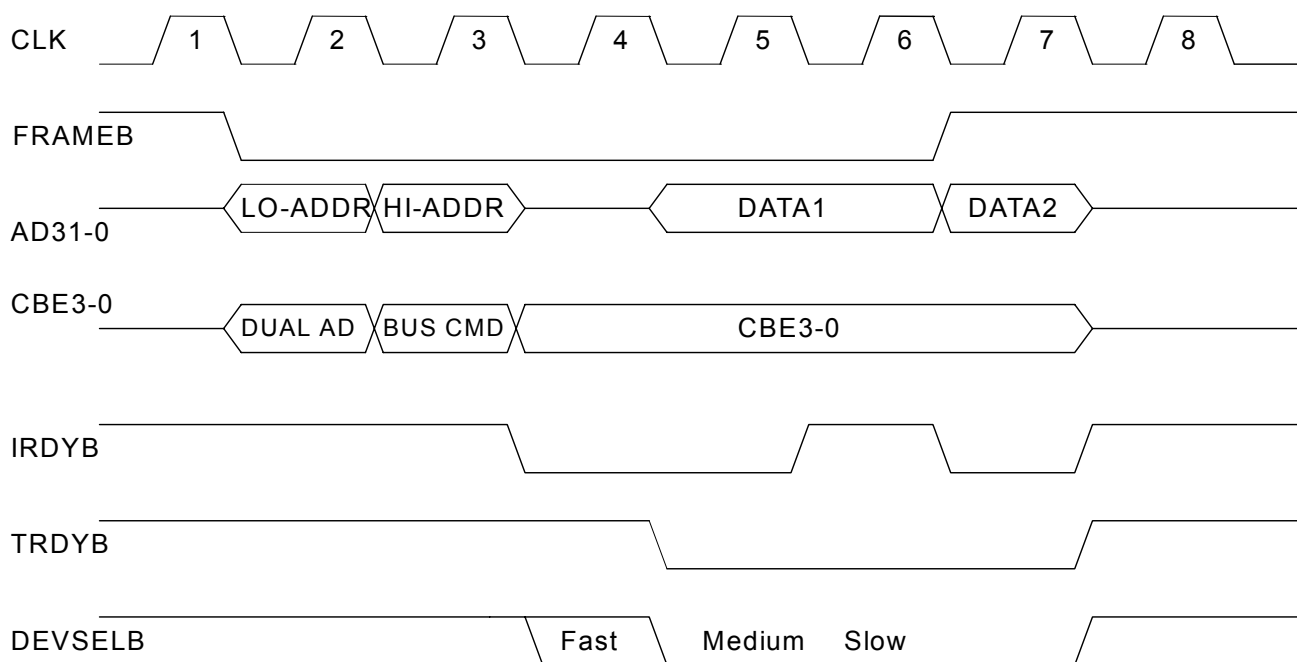 CLK 1 2 3 4 5 6 7 8
FRAMEB
LO-ADDR HI-ADDR DATA1 DATA2
AD31-0
CBE3-0
DUAL AD BUS CMD CBE3-0
IRDYB
TRDYB
DEVSELB Fast Medium Slow